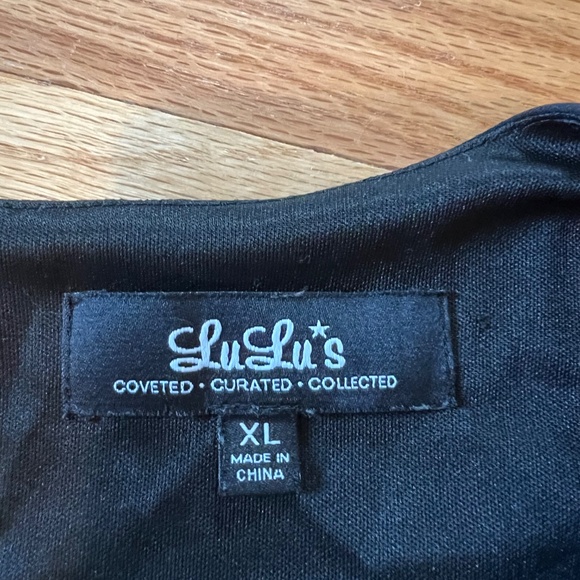 LuLu's
COVETED • CURATED • COLLECTED
XL
MADE IN
CHINA